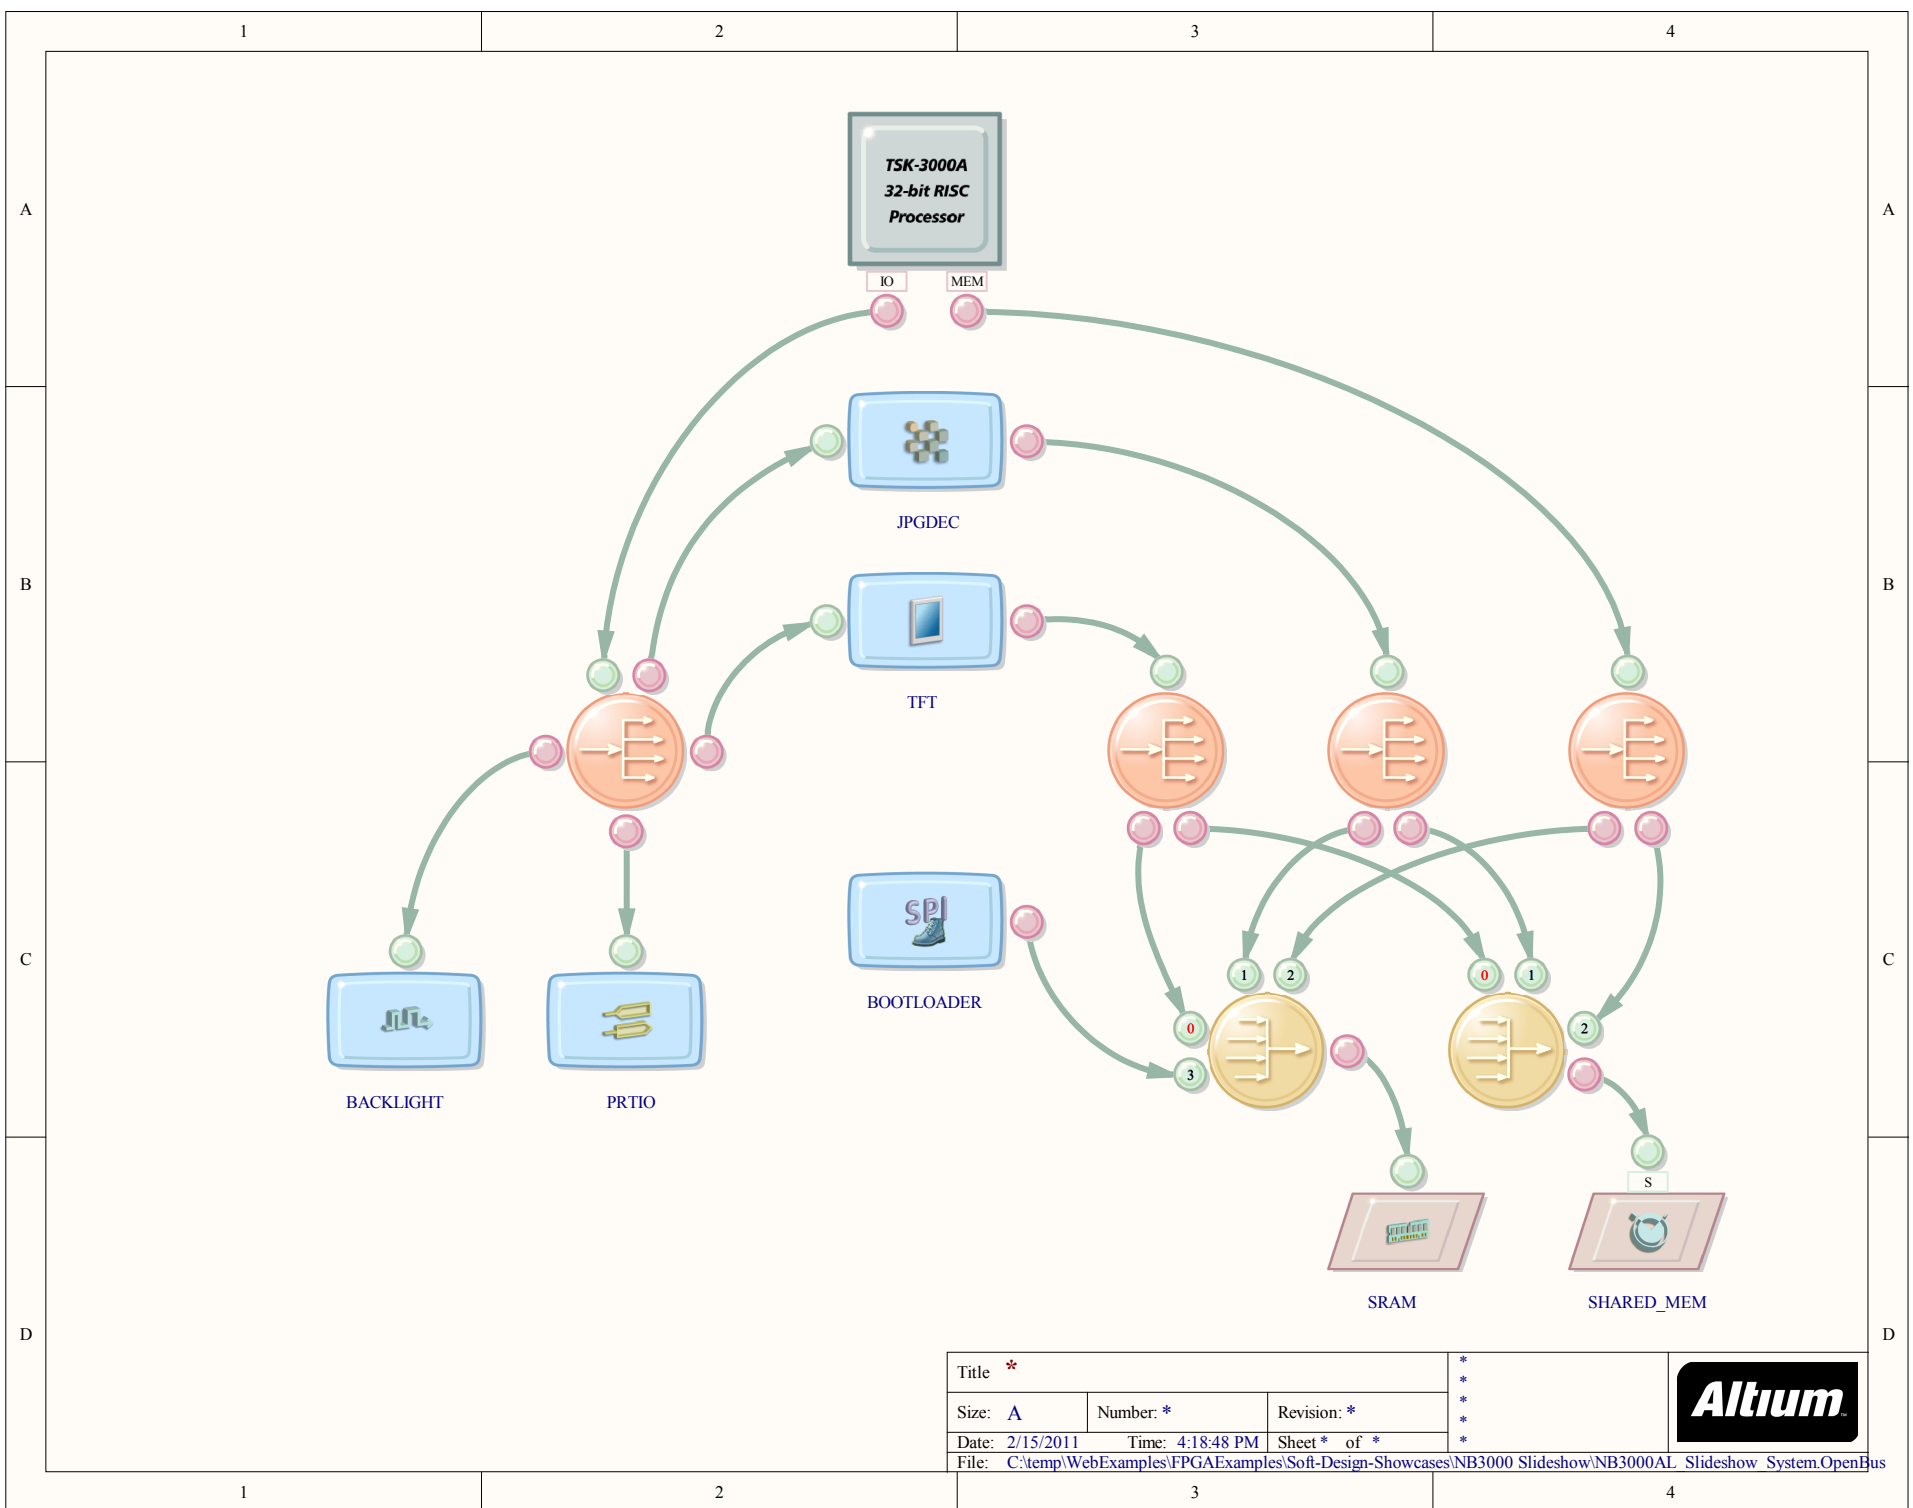 1 2 3 4
A A
TSK-3000A
32-bit RISC
Processor
IO MEM
JPGDEC
B B
TFT
SPI
C C
1 2 0 1
BOOTLOADER
0 2
3
BACKLIGHT PRTIO
S
SRAM SHARED_MEM
D D
Title *
*
*
*
*
*
Altium
Size: A Number: * Revision: *
Date: 2/15/2011 Time: 4:18:48 PM Sheet * of *
File: C:\temp\WebExamples\FPGAExamples\Soft-Design-Showcases\NB3000 Slideshow\NB3000AL_Slideshow_System.OpenBus
1 2 3 4